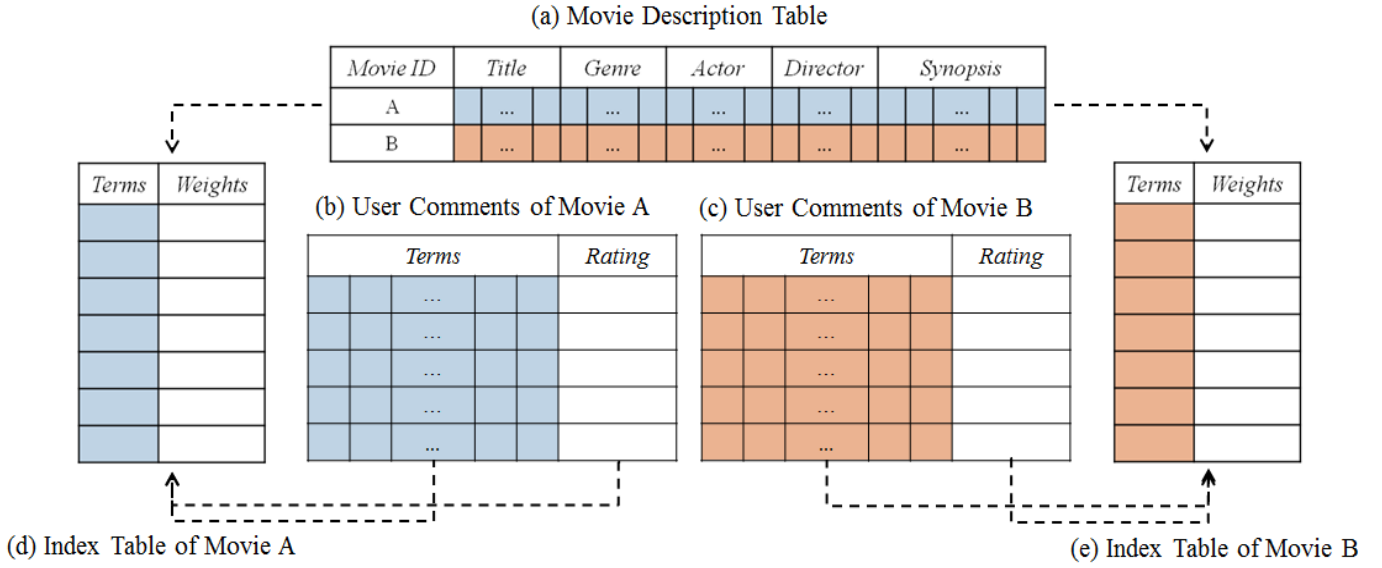 (a) Movie Description Table
Movie ID Title Genre Actor Director Synopsis
A ... ... ... ... ...
B ... ... ... ... ...
Terms Weights
(b) User Comments of Movie A
Terms Rating
...
...
...
...
...
(c) User Comments of Movie B
Terms Rating
...
...
...
...
...
Terms Weights
(d) Index Table of Movie A
(e) Index Table of Movie B